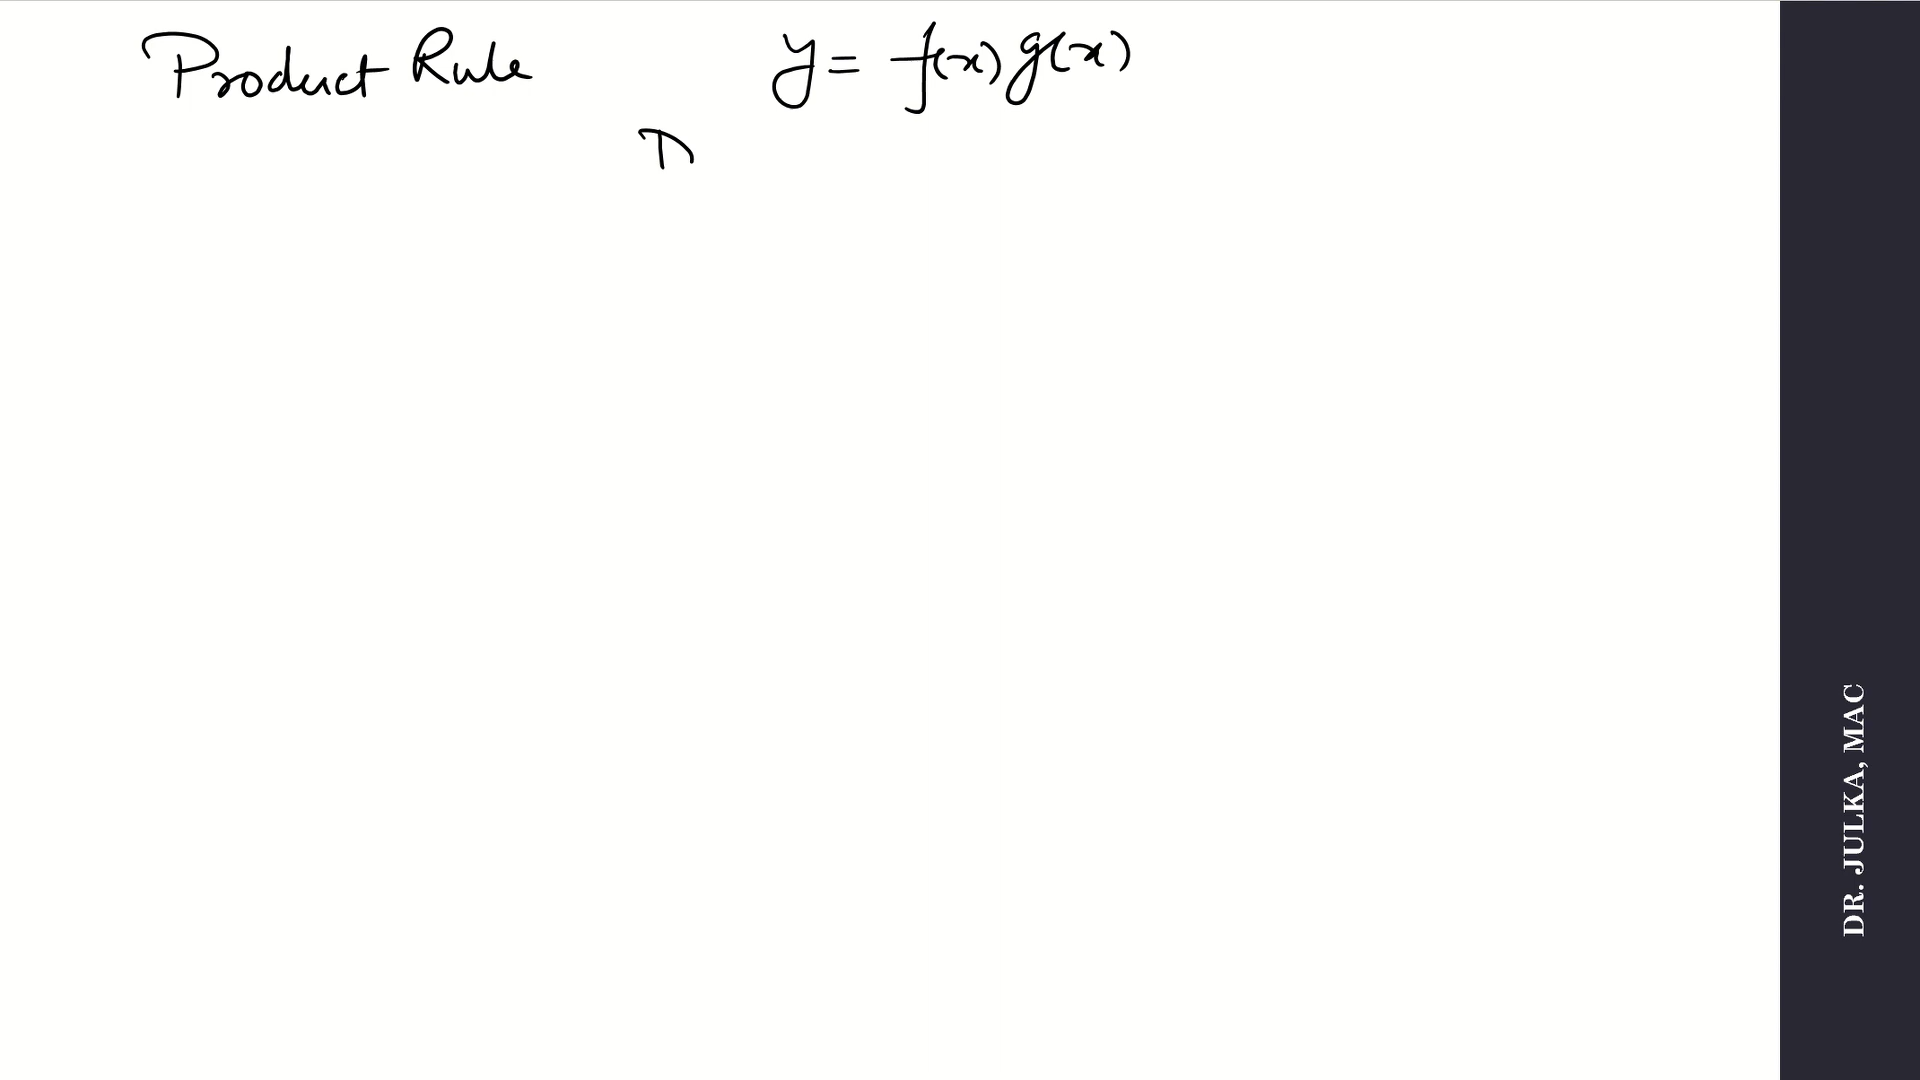 Product Rule y = f(x) g(x)
DR. JULKA, MAC